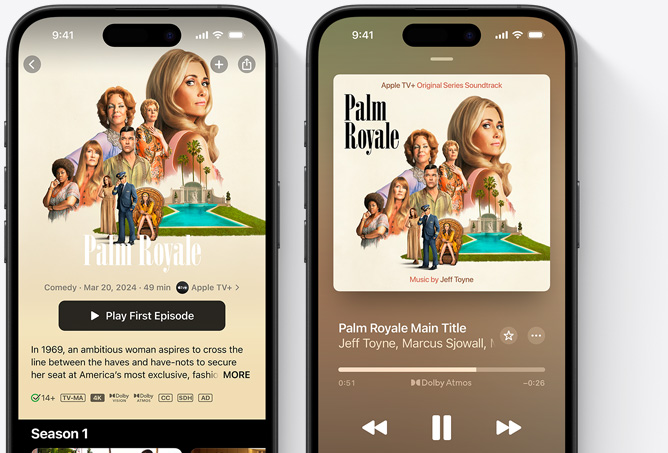 9:41
Palm Royale
Comedy · Mar 20, 2024 · 49 min Apple TV+
Play First Episode
In 1969, an ambitious woman aspires to cross the
line between the haves and have-nots to secure
her seat at America's most exclusive, fashio MORE
14+ TV-MA 4K Dolby VISION Dolby ATMOS CC SDH AD
Season 1
9:41
Apple TV+ Original Series Soundtrack
Palm
Royale
Music by Jeff Toyne
Palm Royale Main Title
Jeff Toyne, Marcus Sjowall,
0:51 Dolby Atmos -0:26